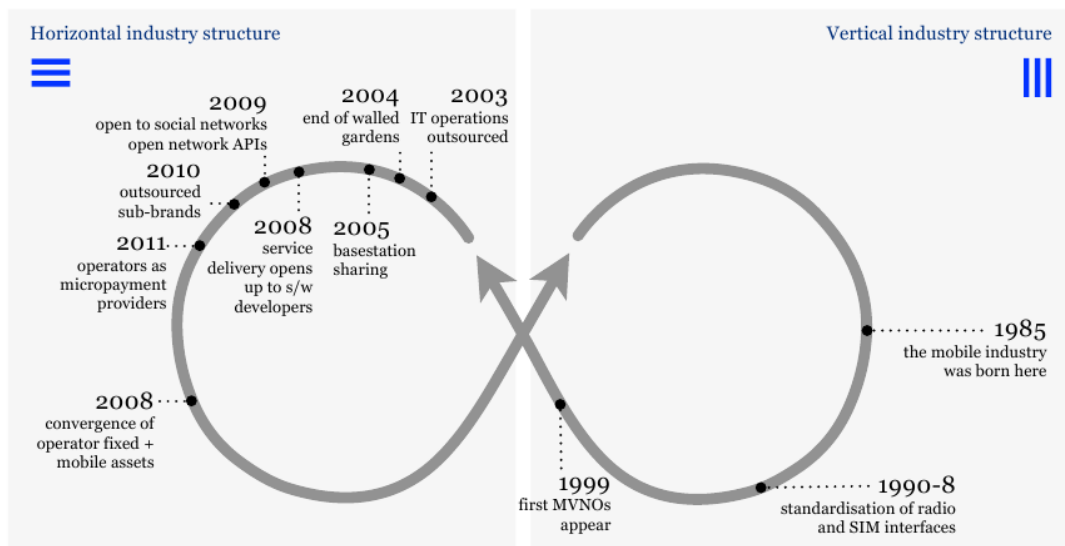 Horizontal industry structure
Vertical industry structure
2003
IT operations
outsourced
2004
end of walled
gardens
2005
basestation
sharing
2008
service
delivery opens
up to s/w
developers
2009
open to social networks
open network APIs
2010
outsourced
sub-brands
2011
operators as
micropayment
providers
2008
convergence of
operator fixed +
mobile assets
1985
the mobile industry
was born here
1990-8
standardisation of radio
and SIM interfaces
1999
first MVNOs
appear